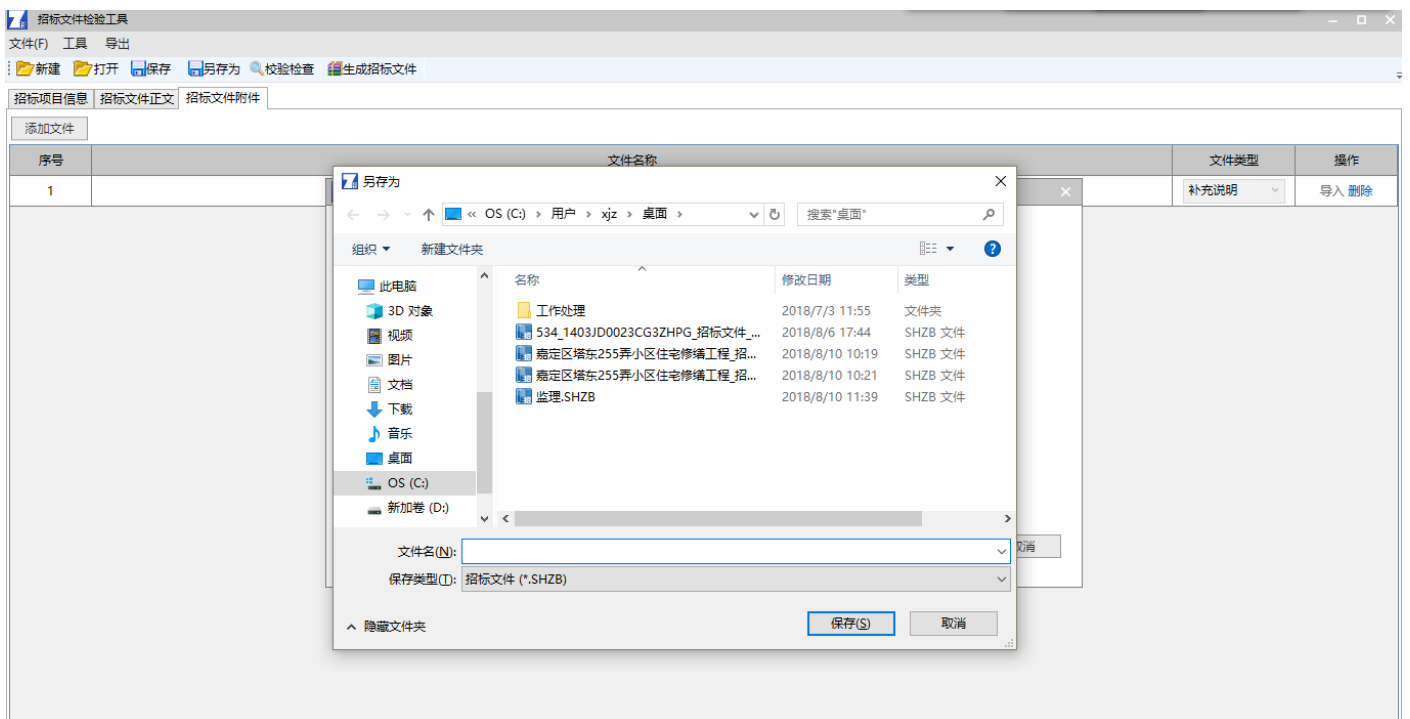 招标文件检验工具
文件(F) 工具 导出
新建 打开 保存 另存为 校验检查 生成招标文件
招标项目信息 招标文件正文 招标文件附件
添加文件
序号 文件名称 文件类型 操作
1 补充说明 导入 删除
另存为
« OS (C:) › 用户 › xjz › 桌面 › 搜索"桌面"
组织 新建文件夹
名称 修改日期 类型
此电脑
3D 对象
视频
图片
文档
下载
音乐
桌面
OS (C:)
新加卷 (D:)
工作处理 2018/7/3 11:55 文件夹
534_1403JD0023CG3ZHPG_招标文件_... 2018/8/6 17:44 SHZB 文件
嘉定区塔东255弄小区住宅修缮工程_招... 2018/8/10 10:19 SHZB 文件
嘉定区塔东255弄小区住宅修缮工程_招... 2018/8/10 10:21 SHZB 文件
监理.SHZB 2018/8/10 11:39 SHZB 文件
文件名(N):
保存类型(T): 招标文件 (*.SHZB)
隐藏文件夹 保存(S) 取消
取消